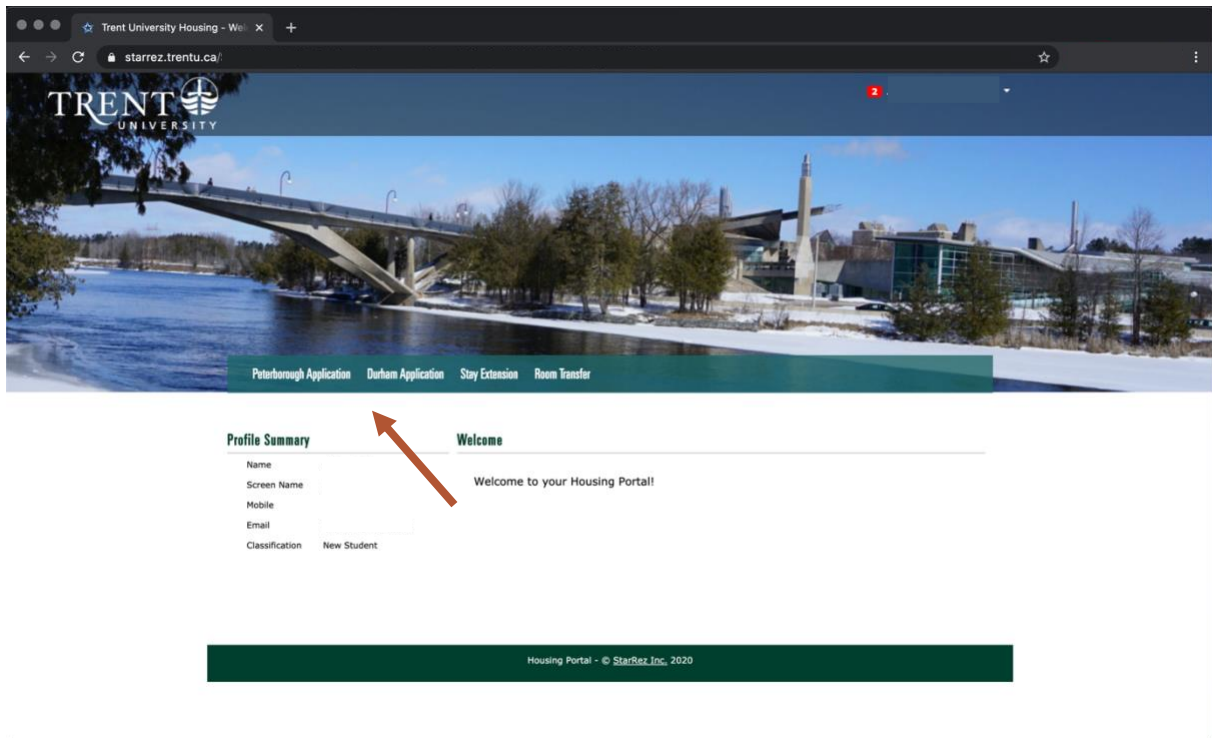 Trent University Housing - Wel
starrez.trentu.ca/
TRENT
UNIVERSITY
2
Peterborough Application Durham Application Stay Extension Room Transfer
Profile Summary
Name
Screen Name
Mobile
Email
Classification New Student
Welcome
Welcome to your Housing Portal!
Housing Portal - © StarRez Inc. 2020